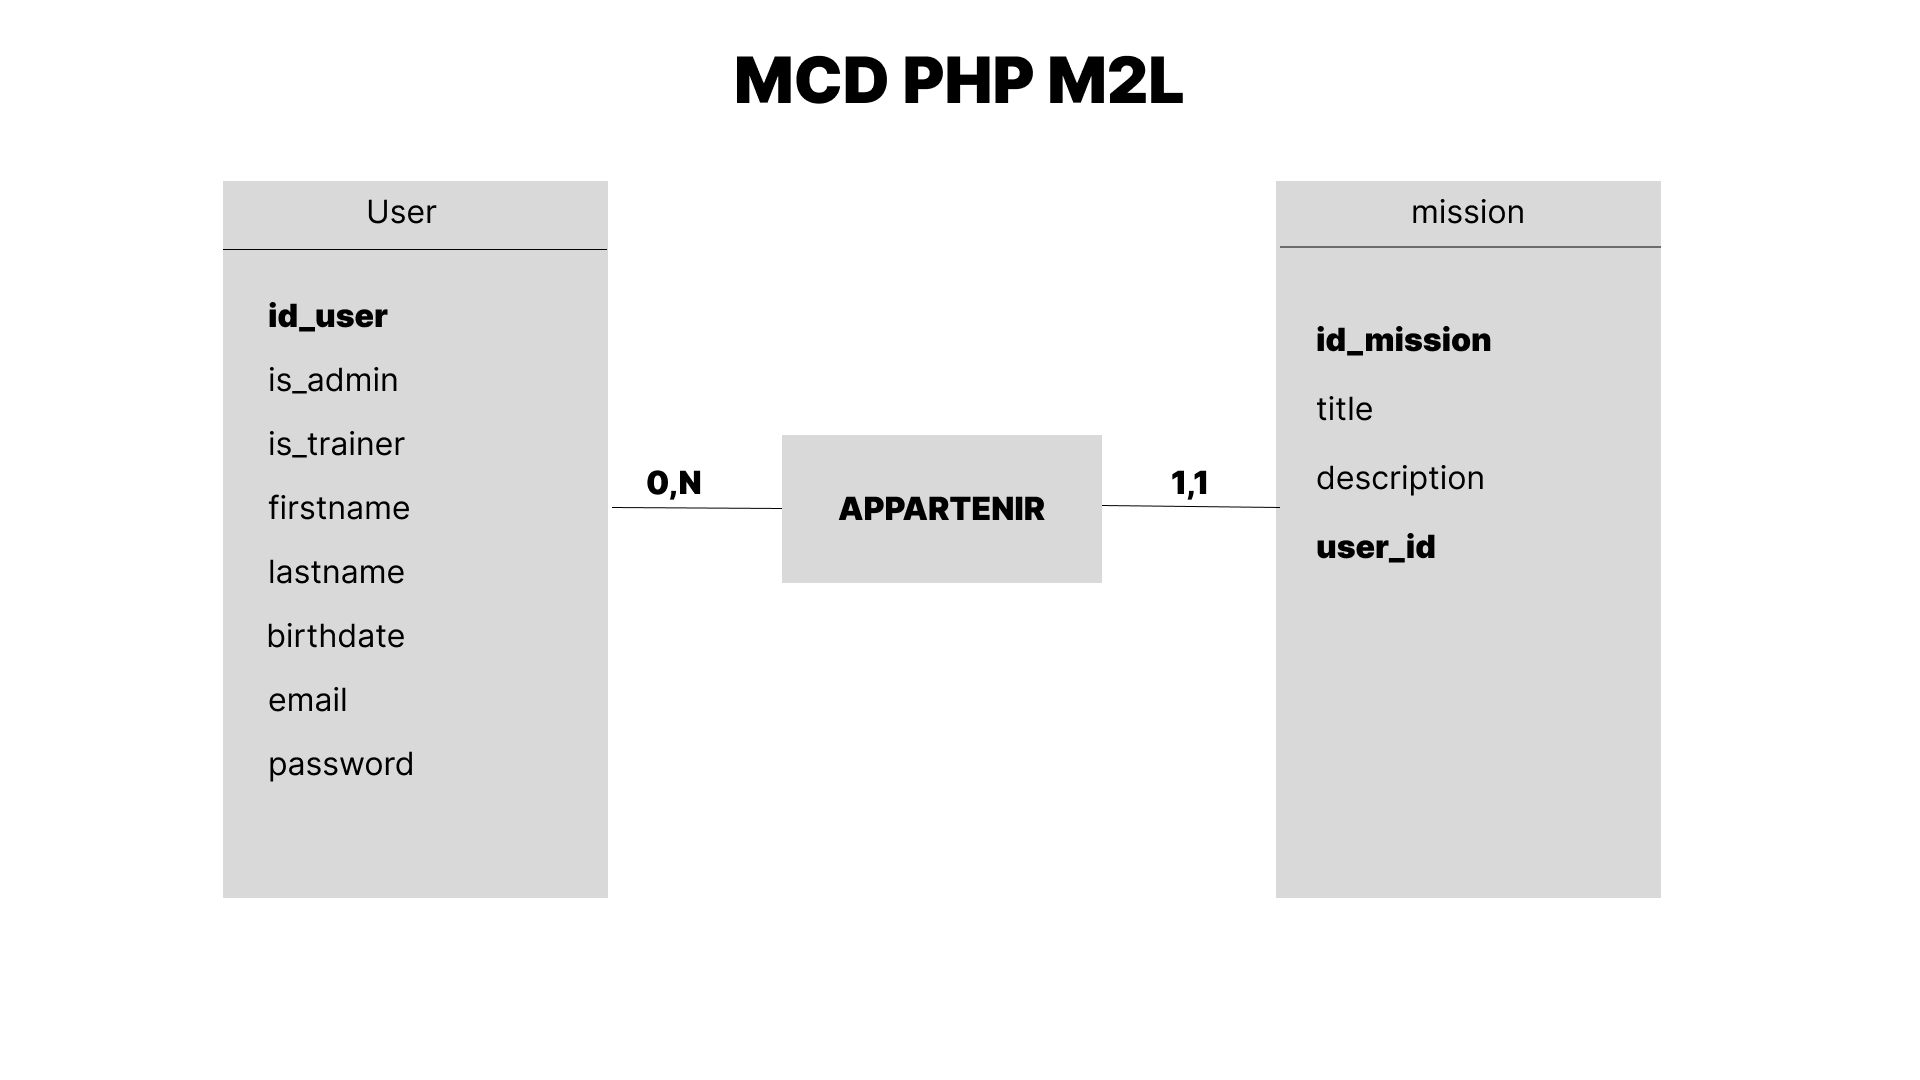 MCD PHP M2L
User
id_user
is_admin
is_trainer
firstname
lastname
birthdate
email
password
0,N
APPARTENIR
1,1
mission
id_mission
title
description
user_id